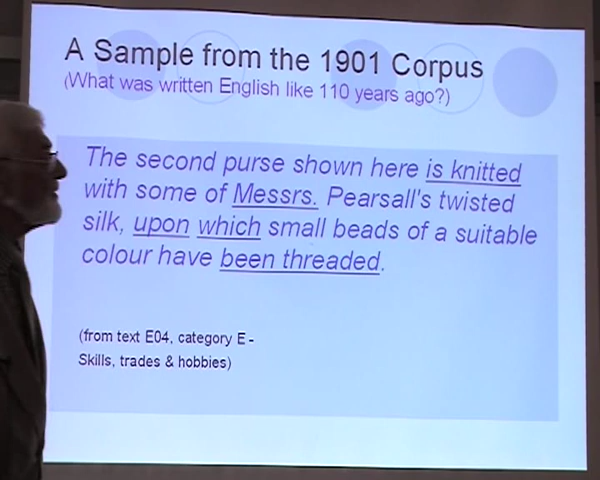 A Sample from the 1901 Corpus
(What was written English like 110 years ago?)
The second purse shown here is knitted
with some of Messrs. Pearsall's twisted
silk, upon which small beads of a suitable
colour have been threaded.
(from text E04, category E -
Skills, trades & hobbies)